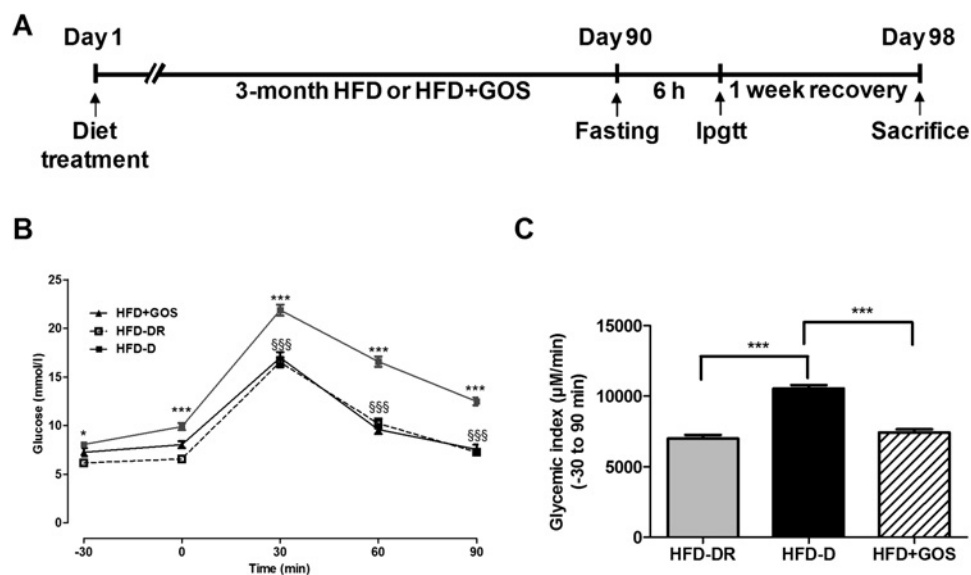 A
Day 1
Day 90
Day 98
3-month HFD or HFD+GOS
6 h
1 week recovery
Diet
treatment
Fasting
Ipgtt
Sacrifice
B
Glucose (mmol/l)
25
20
15
10
5
0
HFD+GOS
HFD-DR
HFD-D
*
***
***
***
***
§§§
§§§
§§§
-30
0
30
60
90
Time (min)
C
Glycemic index (µM/min)
(-30 to 90 min)
15000
10000
5000
0
***
***
HFD-DR
HFD-D
HFD+GOS